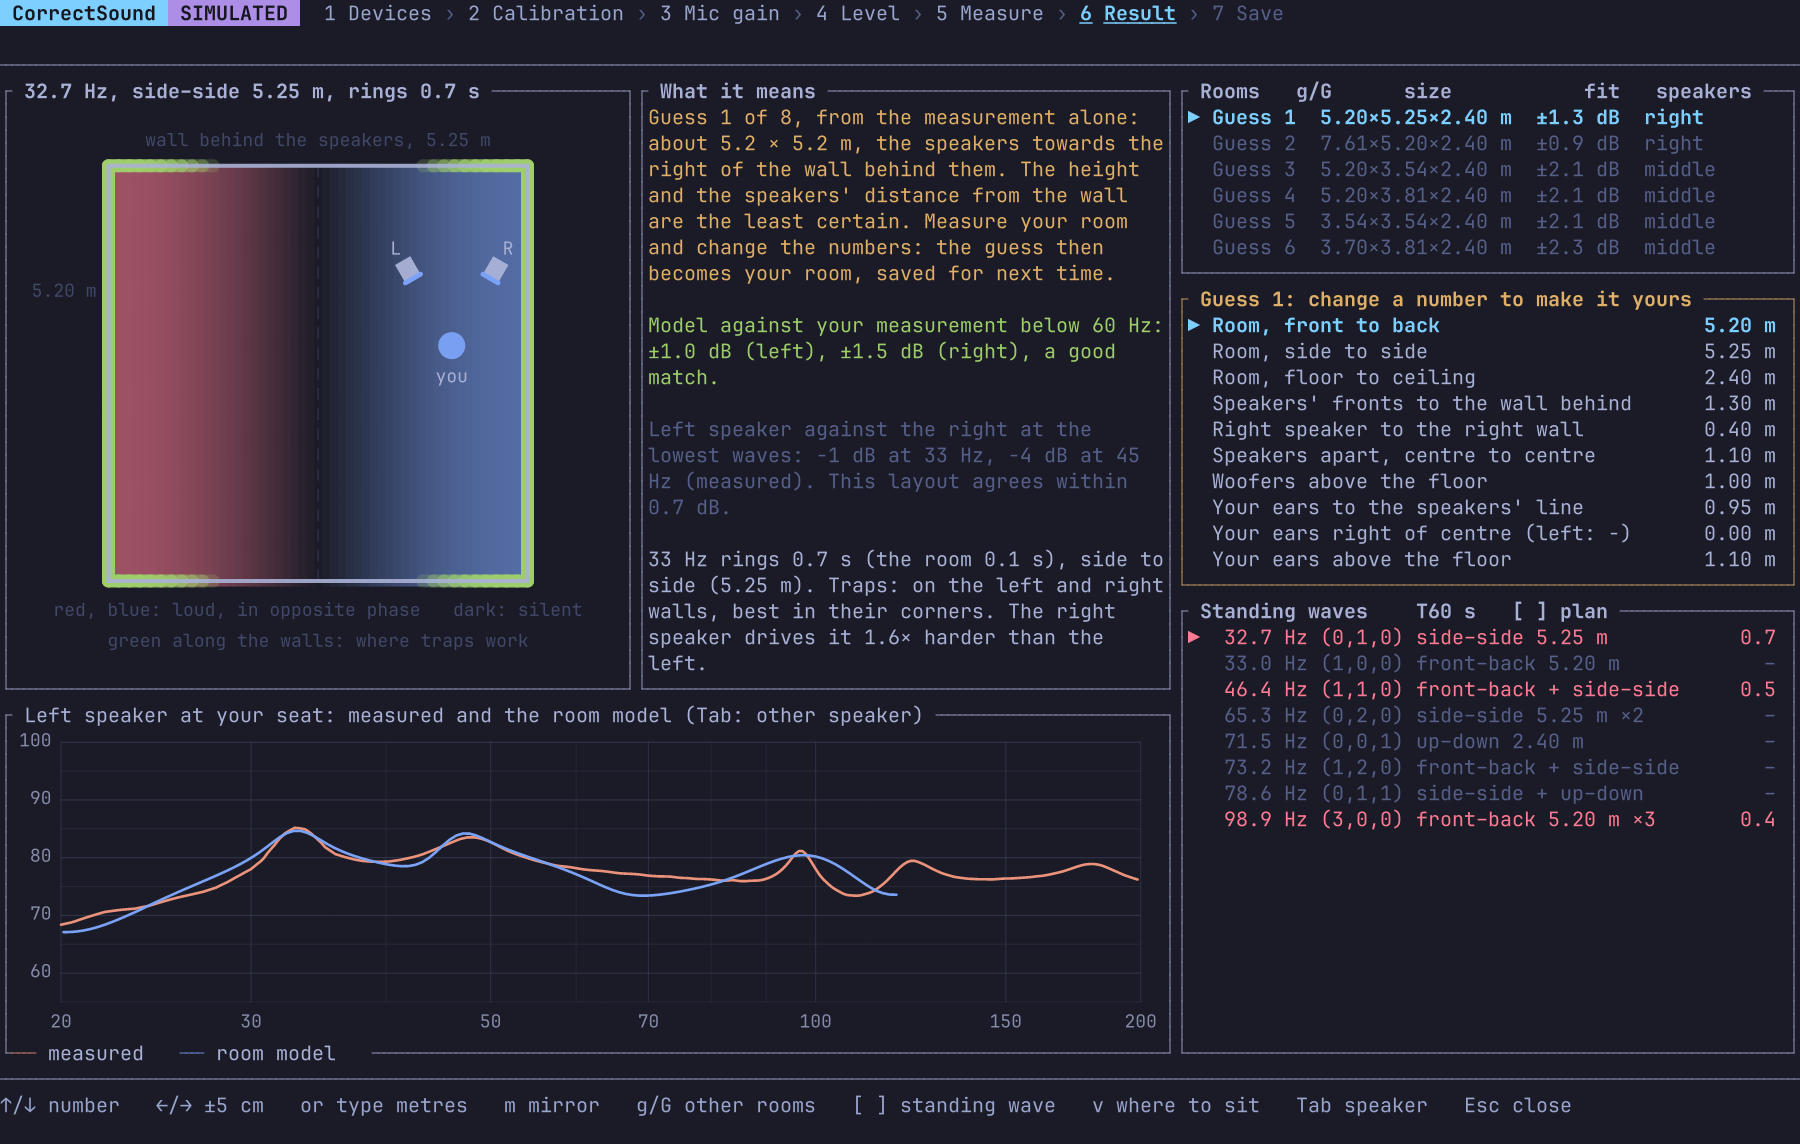 CorrectSound SIMULATED 1 Devices › 2 Calibration › 3 Mic gain › 4 Level › 5 Measure › 6 Result › 7 Save
32.7 Hz, side-side 5.25 m, rings 0.7 s
wall behind the speakers, 5.25 m
L R
5.20 m
you
red, blue: loud, in opposite phase dark: silent
green along the walls: where traps work
What it means
Guess 1 of 8, from the measurement alone:
about 5.2 × 5.2 m, the speakers towards the
right of the wall behind them. The height
and the speakers' distance from the wall
are the least certain. Measure your room
and change the numbers: the guess then
becomes your room, saved for next time.
Model against your measurement below 60 Hz:
±1.0 dB (left), ±1.5 dB (right), a good
match.
Left speaker against the right at the
lowest waves: -1 dB at 33 Hz, -4 dB at 45
Hz (measured). This layout agrees within
0.7 dB.
33 Hz rings 0.7 s (the room 0.1 s), side to
side (5.25 m). Traps: on the left and right
walls, best in their corners. The right
speaker drives it 1.6× harder than the
left.
Rooms g/G size fit speakers
▶ Guess 1 5.20×5.25×2.40 m ±1.3 dB right
Guess 2 7.61×5.20×2.40 m ±0.9 dB right
Guess 3 5.20×3.54×2.40 m ±2.1 dB middle
Guess 4 5.20×3.81×2.40 m ±2.1 dB middle
Guess 5 3.54×3.54×2.40 m ±2.1 dB middle
Guess 6 3.70×3.81×2.40 m ±2.3 dB middle
Guess 1: change a number to make it yours
▶ Room, front to back 5.20 m
Room, side to side 5.25 m
Room, floor to ceiling 2.40 m
Speakers' fronts to the wall behind 1.30 m
Right speaker to the right wall 0.40 m
Speakers apart, centre to centre 1.10 m
Woofers above the floor 1.00 m
Your ears to the speakers' line 0.95 m
Your ears right of centre (left: -) 0.00 m
Your ears above the floor 1.10 m
Standing waves T60 s [ ] plan
▶ 32.7 Hz (0,1,0) side-side 5.25 m 0.7
33.0 Hz (1,0,0) front-back 5.20 m –
46.4 Hz (1,1,0) front-back + side-side 0.5
65.3 Hz (0,2,0) side-side 5.25 m ×2 –
71.5 Hz (0,0,1) up-down 2.40 m –
73.2 Hz (1,2,0) front-back + side-side –
78.6 Hz (0,1,1) side-side + up-down –
98.9 Hz (3,0,0) front-back 5.20 m ×3 0.4
Left speaker at your seat: measured and the room model (Tab: other speaker)
100
90
80
70
60
20 30 50 70 100 150 200
measured room model
↑/↓ number ←/→ ±5 cm or type metres m mirror g/G other rooms [ ] standing wave v where to sit Tab speaker Esc close